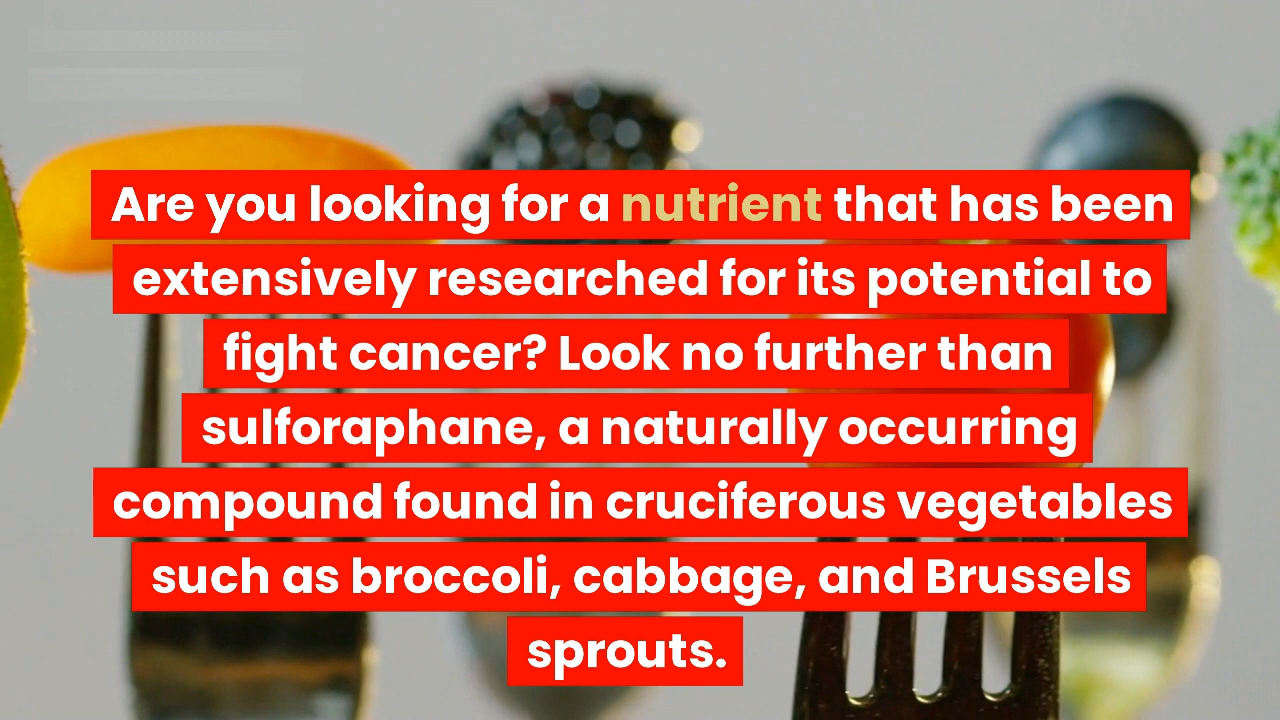 Are you looking for a nutrient that has been
extensively researched for its potential to
fight cancer? Look no further than
sulforaphane, a naturally occurring
compound found in cruciferous vegetables
such as broccoli, cabbage, and Brussels
sprouts.